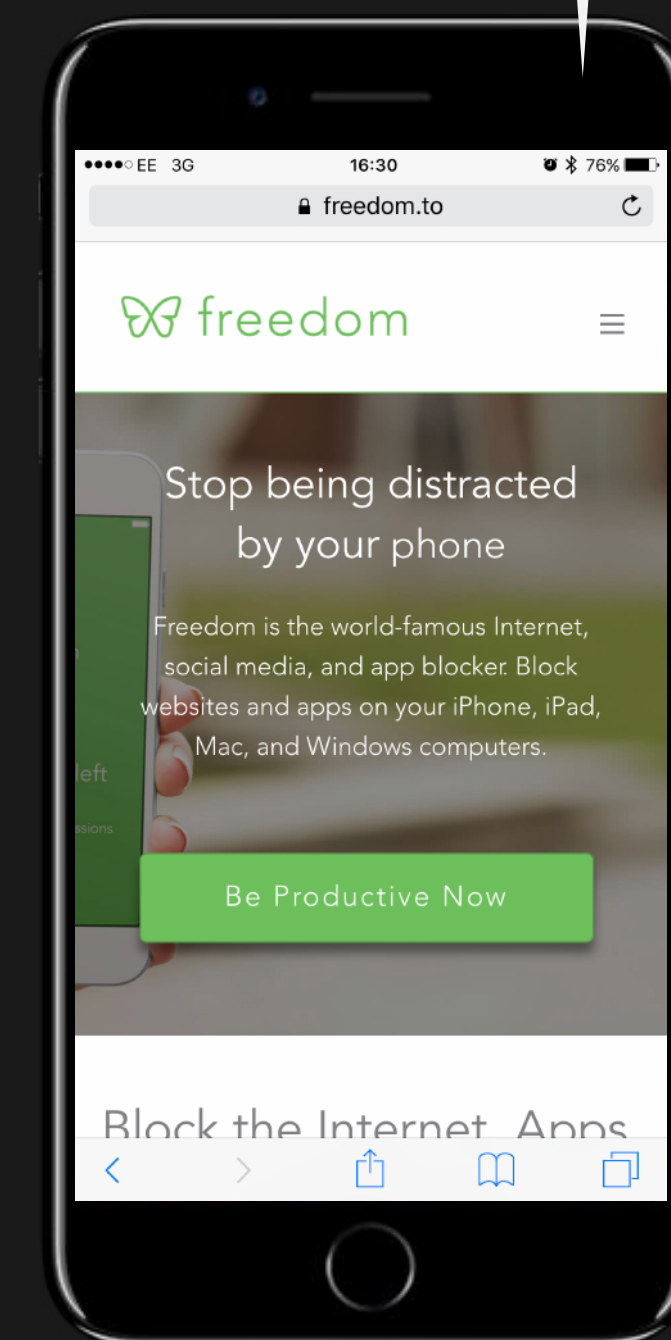 EE 3G 16:30 76%
freedom.to
freedom
Stop being distracted
by your phone
Freedom is the world-famous Internet,
social media, and app blocker. Block
websites and apps on your iPhone, iPad,
Mac, and Windows computers.
left
ssions
Be Productive Now
Block the Internet, Apps